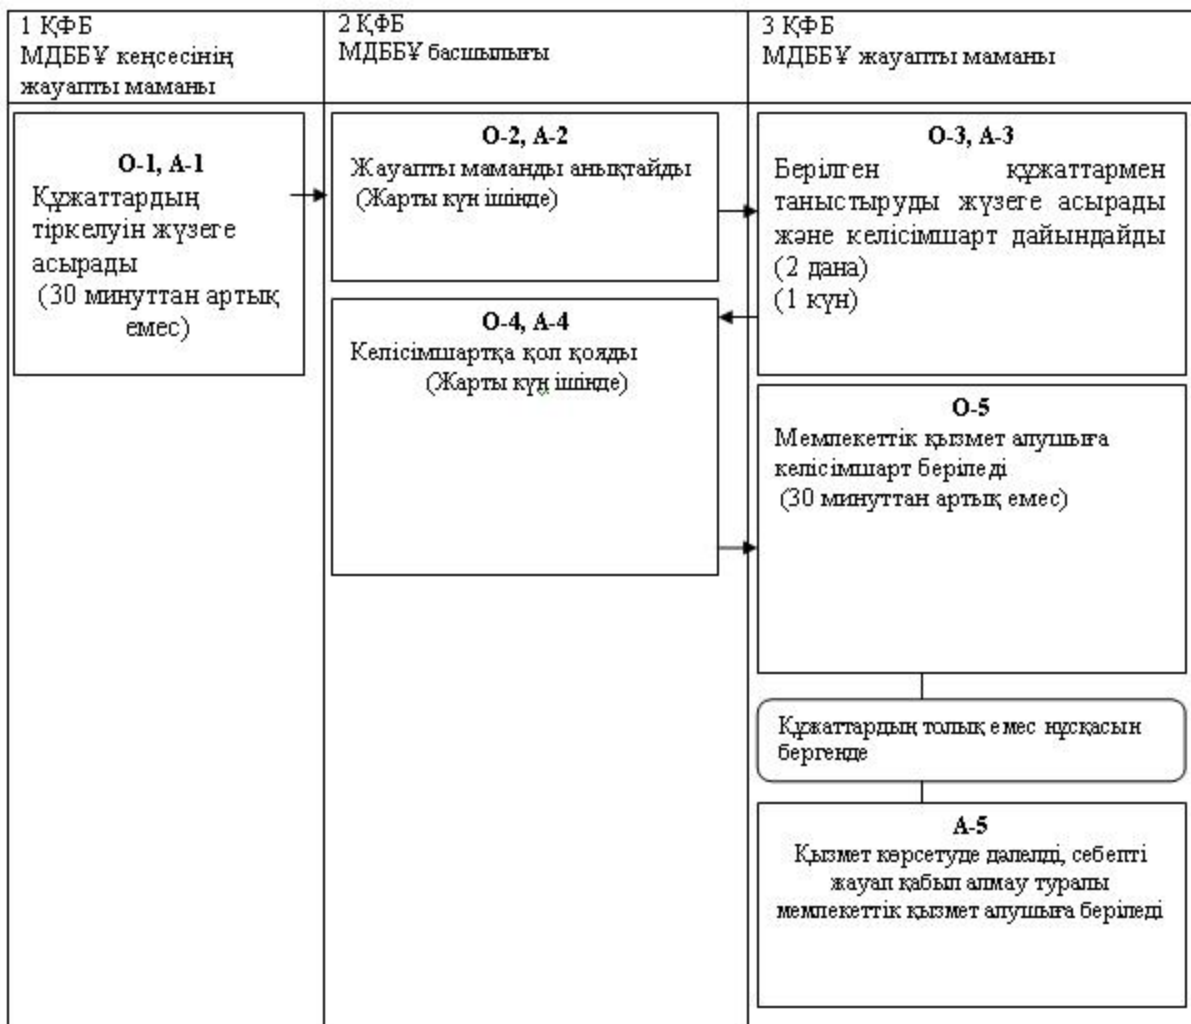 1 ҚФБ
МДББҰ кеңсесінің
жауапты маманы
2 ҚФБ
МДББҰ басшылығы
3 ҚФБ
МДББҰ жауапты маманы
О-1, А-1
Құжаттардың
тіркелуін жүзеге
асырады
(30 минуттан артық
емес)
О-2, А-2
Жауапты маманды анықтайды
(Жарты күн ішінде)
О-3, А-3
Берілген құжаттармен
таныстыруды жүзеге асырады
және келісімшарт дайындайды
(2 дана)
(1 күн)
О-4, А-4
Келісімшартқа қол қояды
(Жарты күн ішінде)
О-5
Мемлекеттік қызмет алушыға
келісімшарт беріледі
(30 минуттан артық емес)
Құжаттардың толық емес нұсқасын
бергенде
А-5
Қызмет көрсетуде дәлелді, себепті
жауап қабыл алмау туралы
мемлекеттік қызмет алушыға беріледі